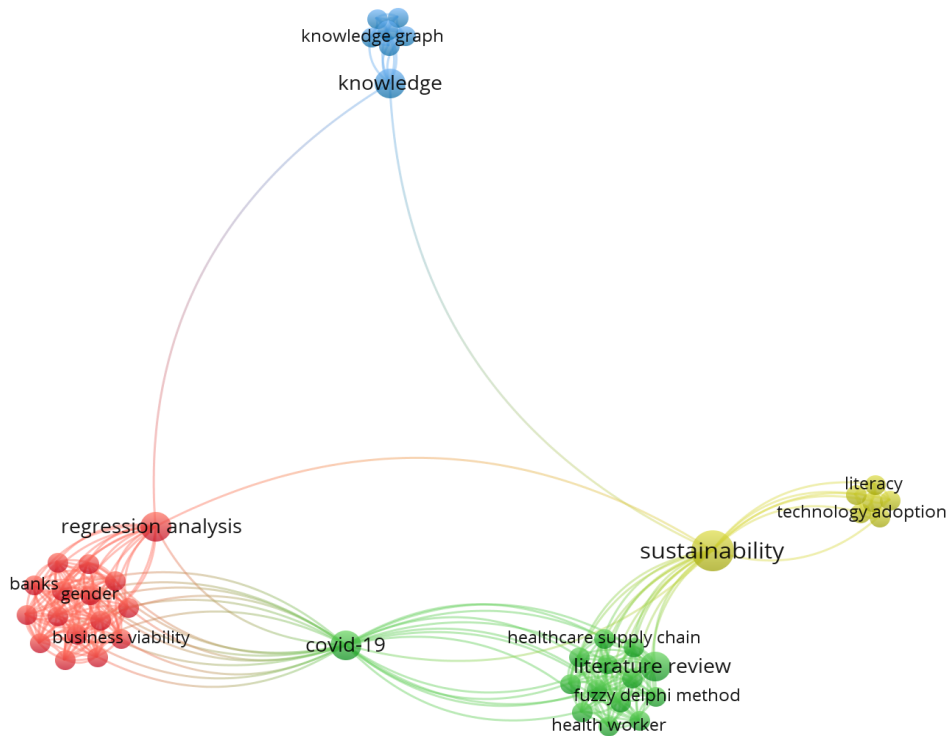 knowledge graph
knowledge
literacy
technology adoption
regression analysis
sustainability
banks
gender
business viability
covid-19
healthcare supply chain
literature review
fuzzy delphi method
health worker